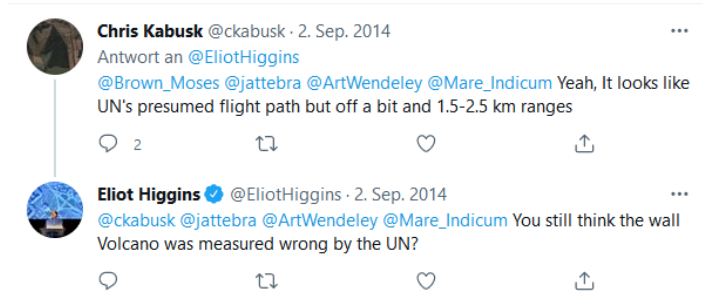 Chris Kabusk @ckabusk · 2. Sep. 2014
Antwort an @EliotHiggins
@Brown_Moses @jattebra @ArtWendeley @Mare_Indicum Yeah, It looks like
UN's presumed flight path but off a bit and 1.5-2.5 km ranges
2
Eliot Higgins @EliotHiggins · 2. Sep. 2014
@ckabusk @jattebra @ArtWendeley @Mare_Indicum You still think the wall
Volcano was measured wrong by the UN?